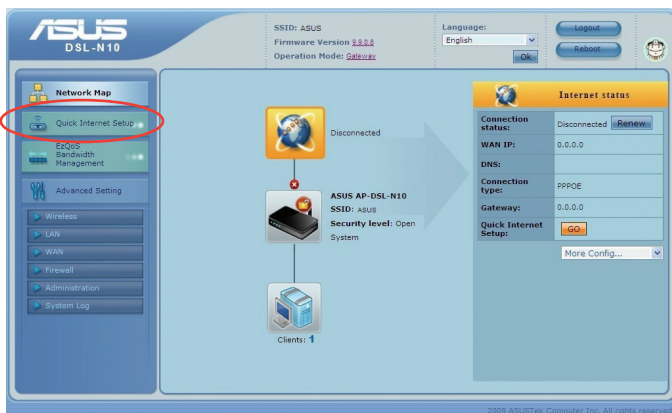 ASUS
DSL-N10
SSID: ASUS
Firmware Version 9.9.0.8
Operation Mode: Gateway
Language:
English
Ok
Logout
Reboot
Network Map
Quick Internet Setup
EzQoS
Bandwidth
Management
Advanced Setting
Wireless
LAN
WAN
Firewall
Administration
System Log
Disconnected
ASUS AP-DSL-N10
SSID: ASUS
Security level: Open
System
Clients: 1
Internet status
Connection
status:
Disconnected Renew
WAN IP: 0.0.0.0
DNS:
Connection
type:
PPPOE
Gateway: 0.0.0.0
Quick Internet
Setup:
GO
More Config...
2009 ASUSTek Computer Inc. All rights reserved